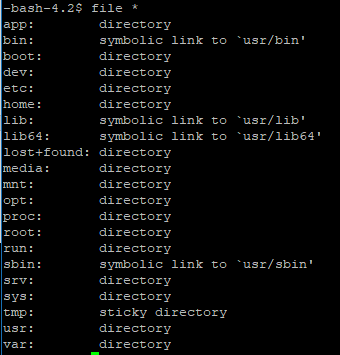 -bash-4.2$ file *
app:        directory
bin:        symbolic link to `usr/bin'
boot:       directory
dev:        directory
etc:        directory
home:       directory
lib:        symbolic link to `usr/lib'
lib64:      symbolic link to `usr/lib64'
lost+found: directory
media:      directory
mnt:        directory
opt:        directory
proc:       directory
root:       directory
run:        directory
sbin:       symbolic link to `usr/sbin'
srv:        directory
sys:        directory
tmp:        sticky directory
usr:        directory
var:        directory